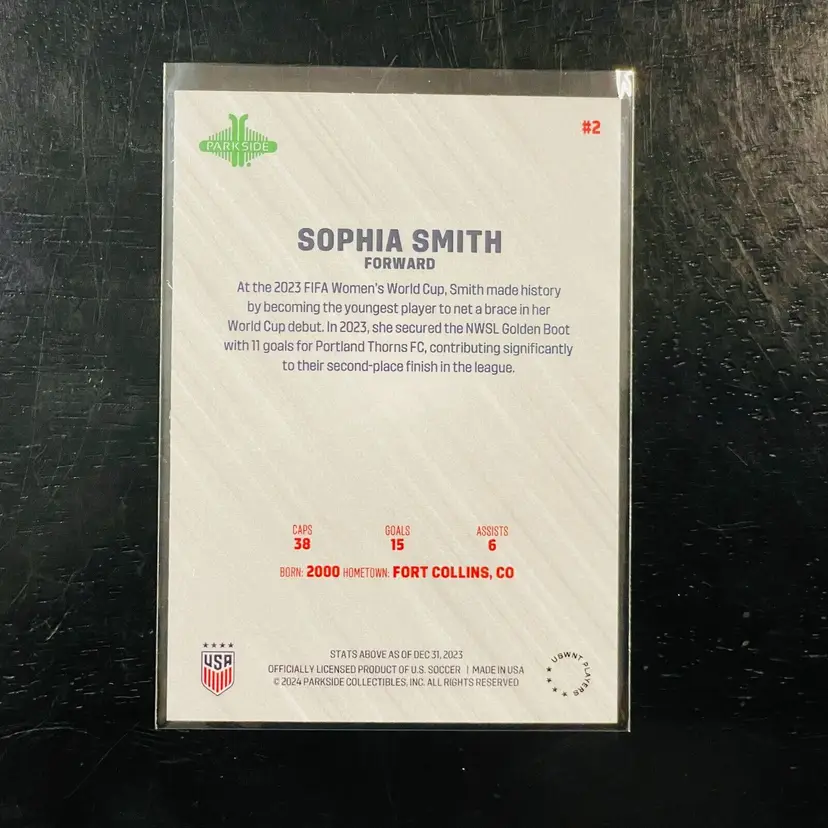 PARKSIDE
#2
SOPHIA SMITH
FORWARD
At the 2023 FIFA Women's World Cup, Smith made history
by becoming the youngest player to net a brace in her
World Cup debut. In 2023, she secured the NWSL Golden Boot
with 11 goals for Portland Thorns FC, contributing significantly
to their second-place finish in the league.
CAPS GOALS ASSISTS
38 15 6
BORN: 2000 HOMETOWN: FORT COLLINS, CO
USA
STATS ABOVE AS OF DEC 31, 2023
OFFICIALLY LICENSED PRODUCT OF U.S. SOCCER | MADE IN USA
© 2024 PARKSIDE COLLECTIBLES, INC. ALL RIGHTS RESERVED
USWNT PLAYERS